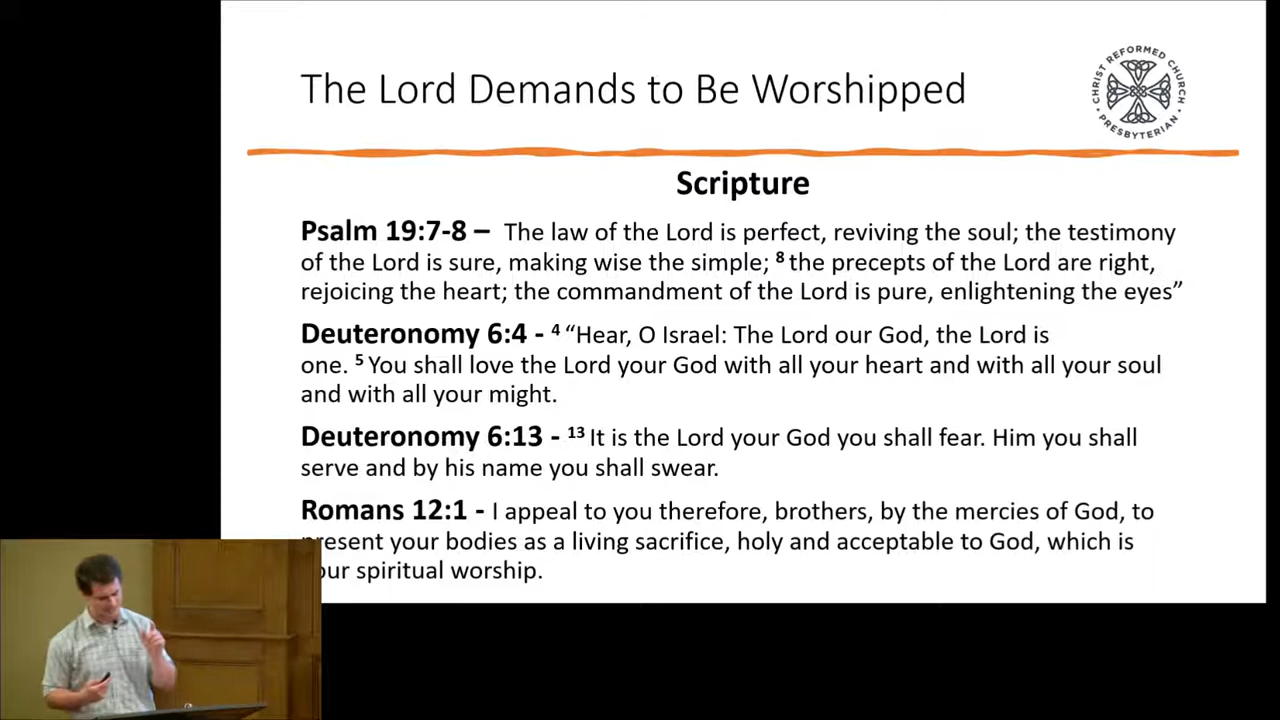 The Lord Demands to Be Worshipped
CHRIST REFORMED CHURCH
• PRESBYTERIAN •
Scripture
Psalm 19:7-8 – The law of the Lord is perfect, reviving the soul; the testimony
of the Lord is sure, making wise the simple; 8 the precepts of the Lord are right,
rejoicing the heart; the commandment of the Lord is pure, enlightening the eyes”
Deuteronomy 6:4 - 4 “Hear, O Israel: The Lord our God, the Lord is
one. 5 You shall love the Lord your God with all your heart and with all your soul
and with all your might.
Deuteronomy 6:13 - 13 It is the Lord your God you shall fear. Him you shall
serve and by his name you shall swear.
Romans 12:1 - I appeal to you therefore, brothers, by the mercies of God, to
present your bodies as a living sacrifice, holy and acceptable to God, which is
your spiritual worship.